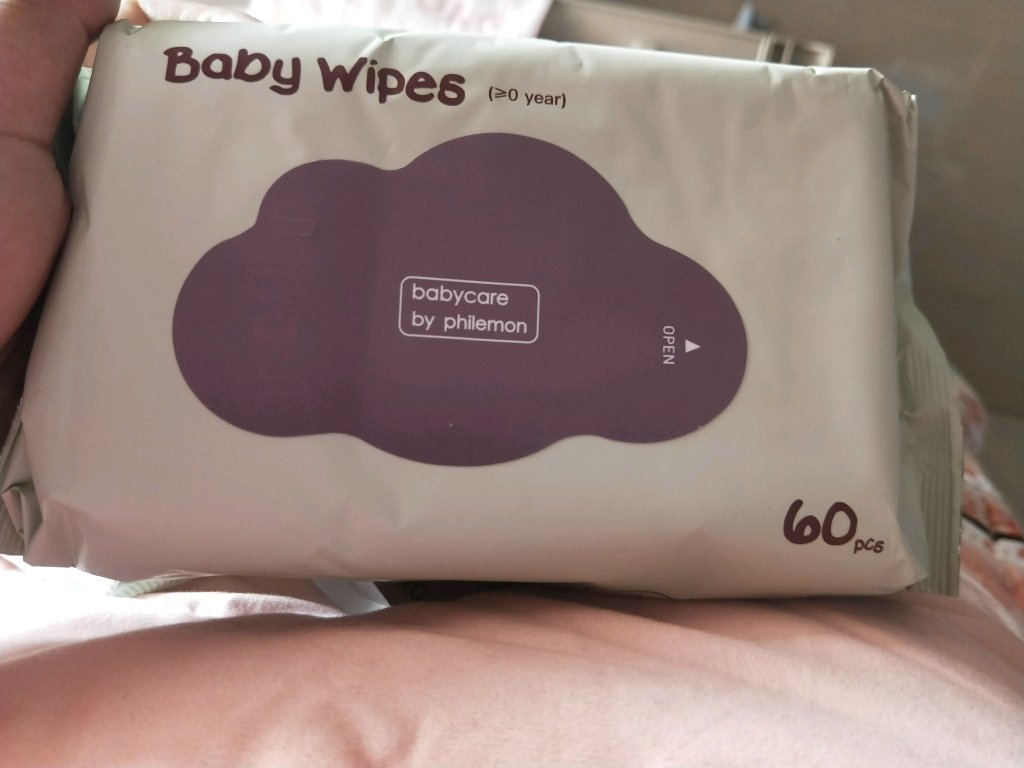 Baby Wipes (≥0 year)
babycare
by philemon
OPEN
60pcs